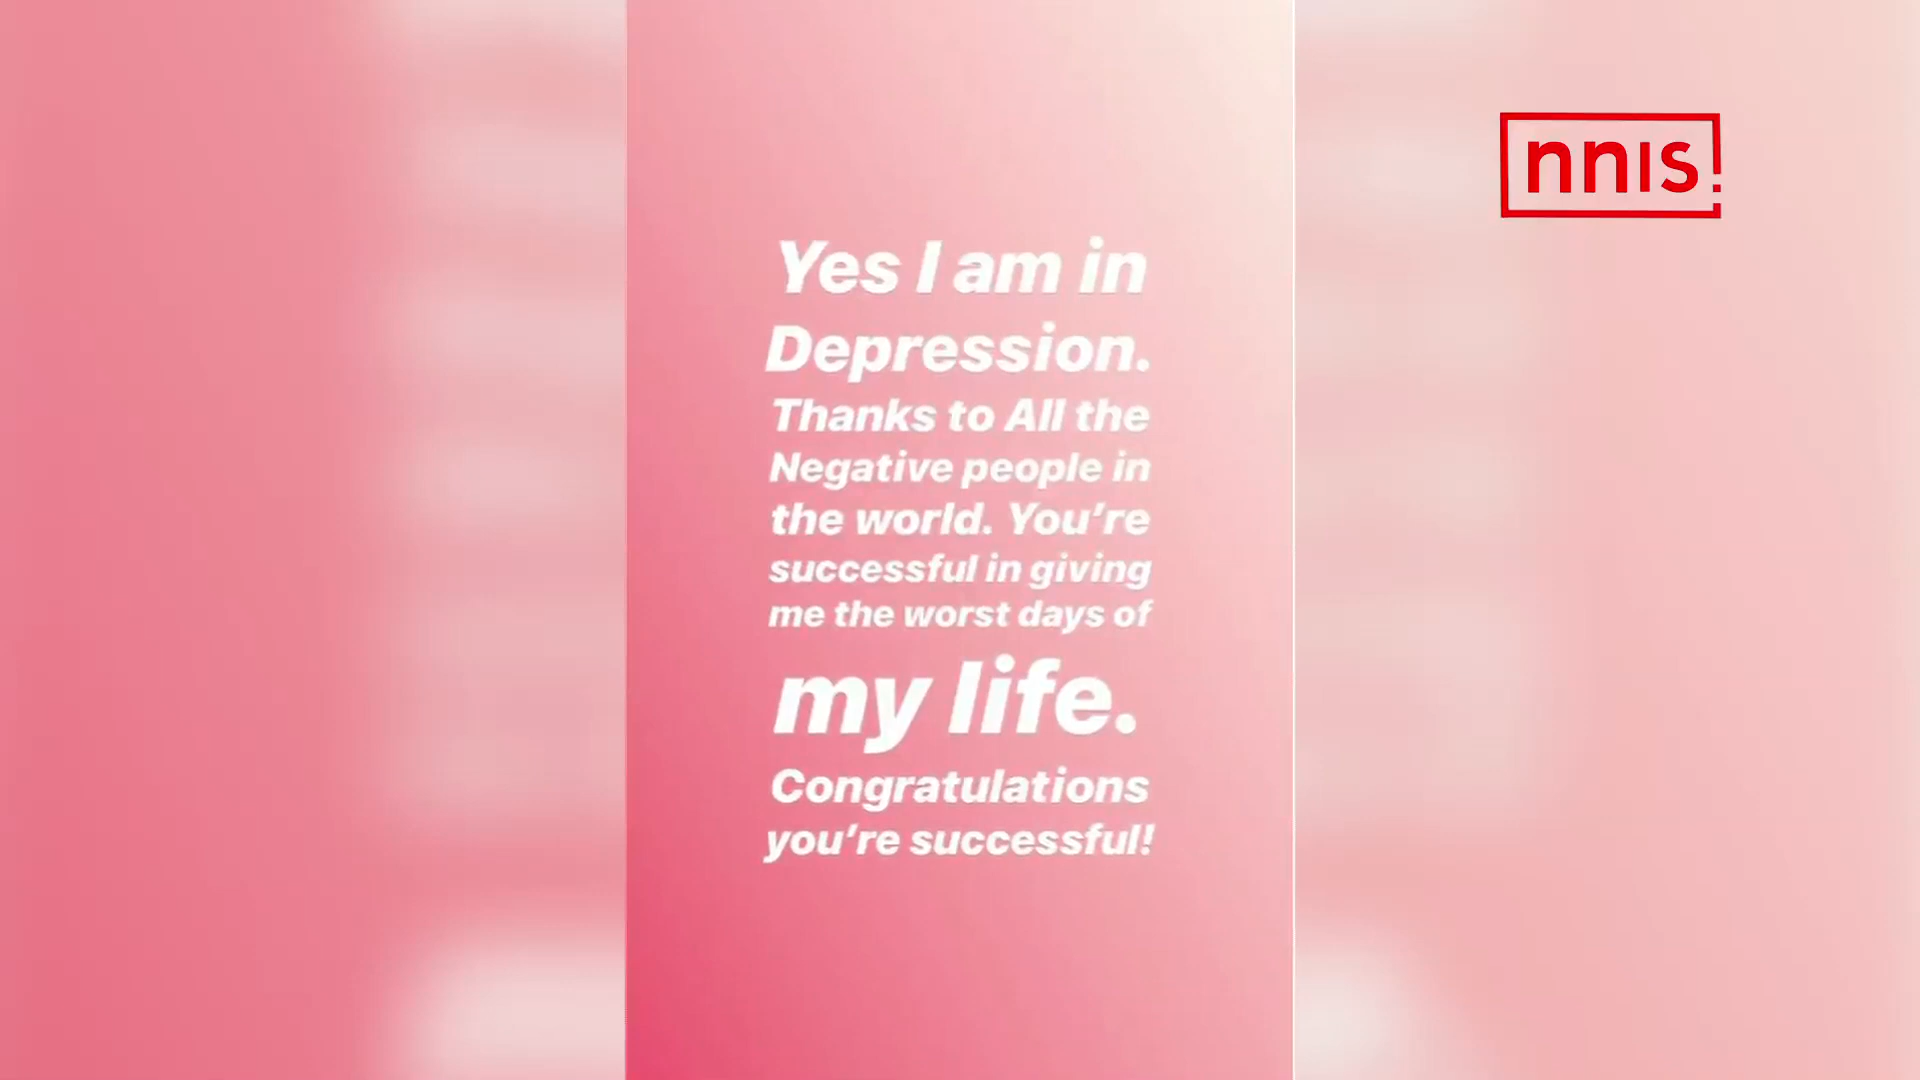 nnis!
Yes I am in
Depression.
Thanks to All the
Negative people in
the world. You're
successful in giving
me the worst days of
my life.
Congratulations
you're successful!